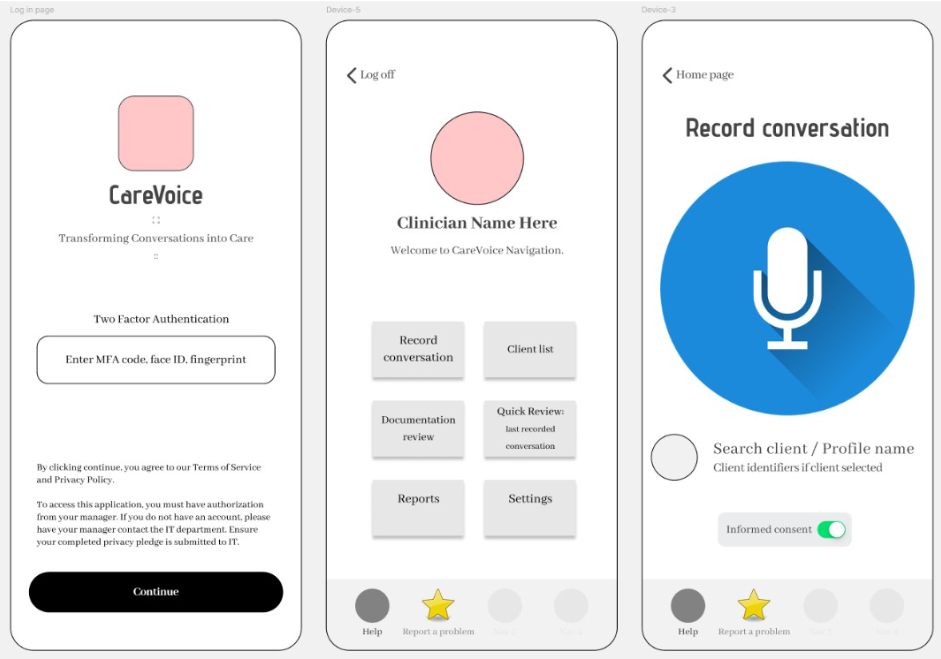 Log in page
CareVoice
Transforming Conversations into Care
Two Factor Authentication
Enter MFA code, face ID, fingerprint
By clicking continue, you agree to our Terms of Service
and Privacy Policy.
To access this application, you must have authorization
from your manager. If you do not have an account, please
have your manager contact the IT department. Ensure
your completed privacy pledge is submitted to IT.
Continue
Device-5
Log off
Clinician Name Here
Welcome to CareVoice Navigation.
Record
conversation
Client list
Documentation
review
Quick Review:
last recorded
conversation
Reports
Settings
Help
Report a problem
Device-3
Home page
Record conversation
Search client / Profile name
Client identifiers if client selected
Informed consent
Help
Report a problem